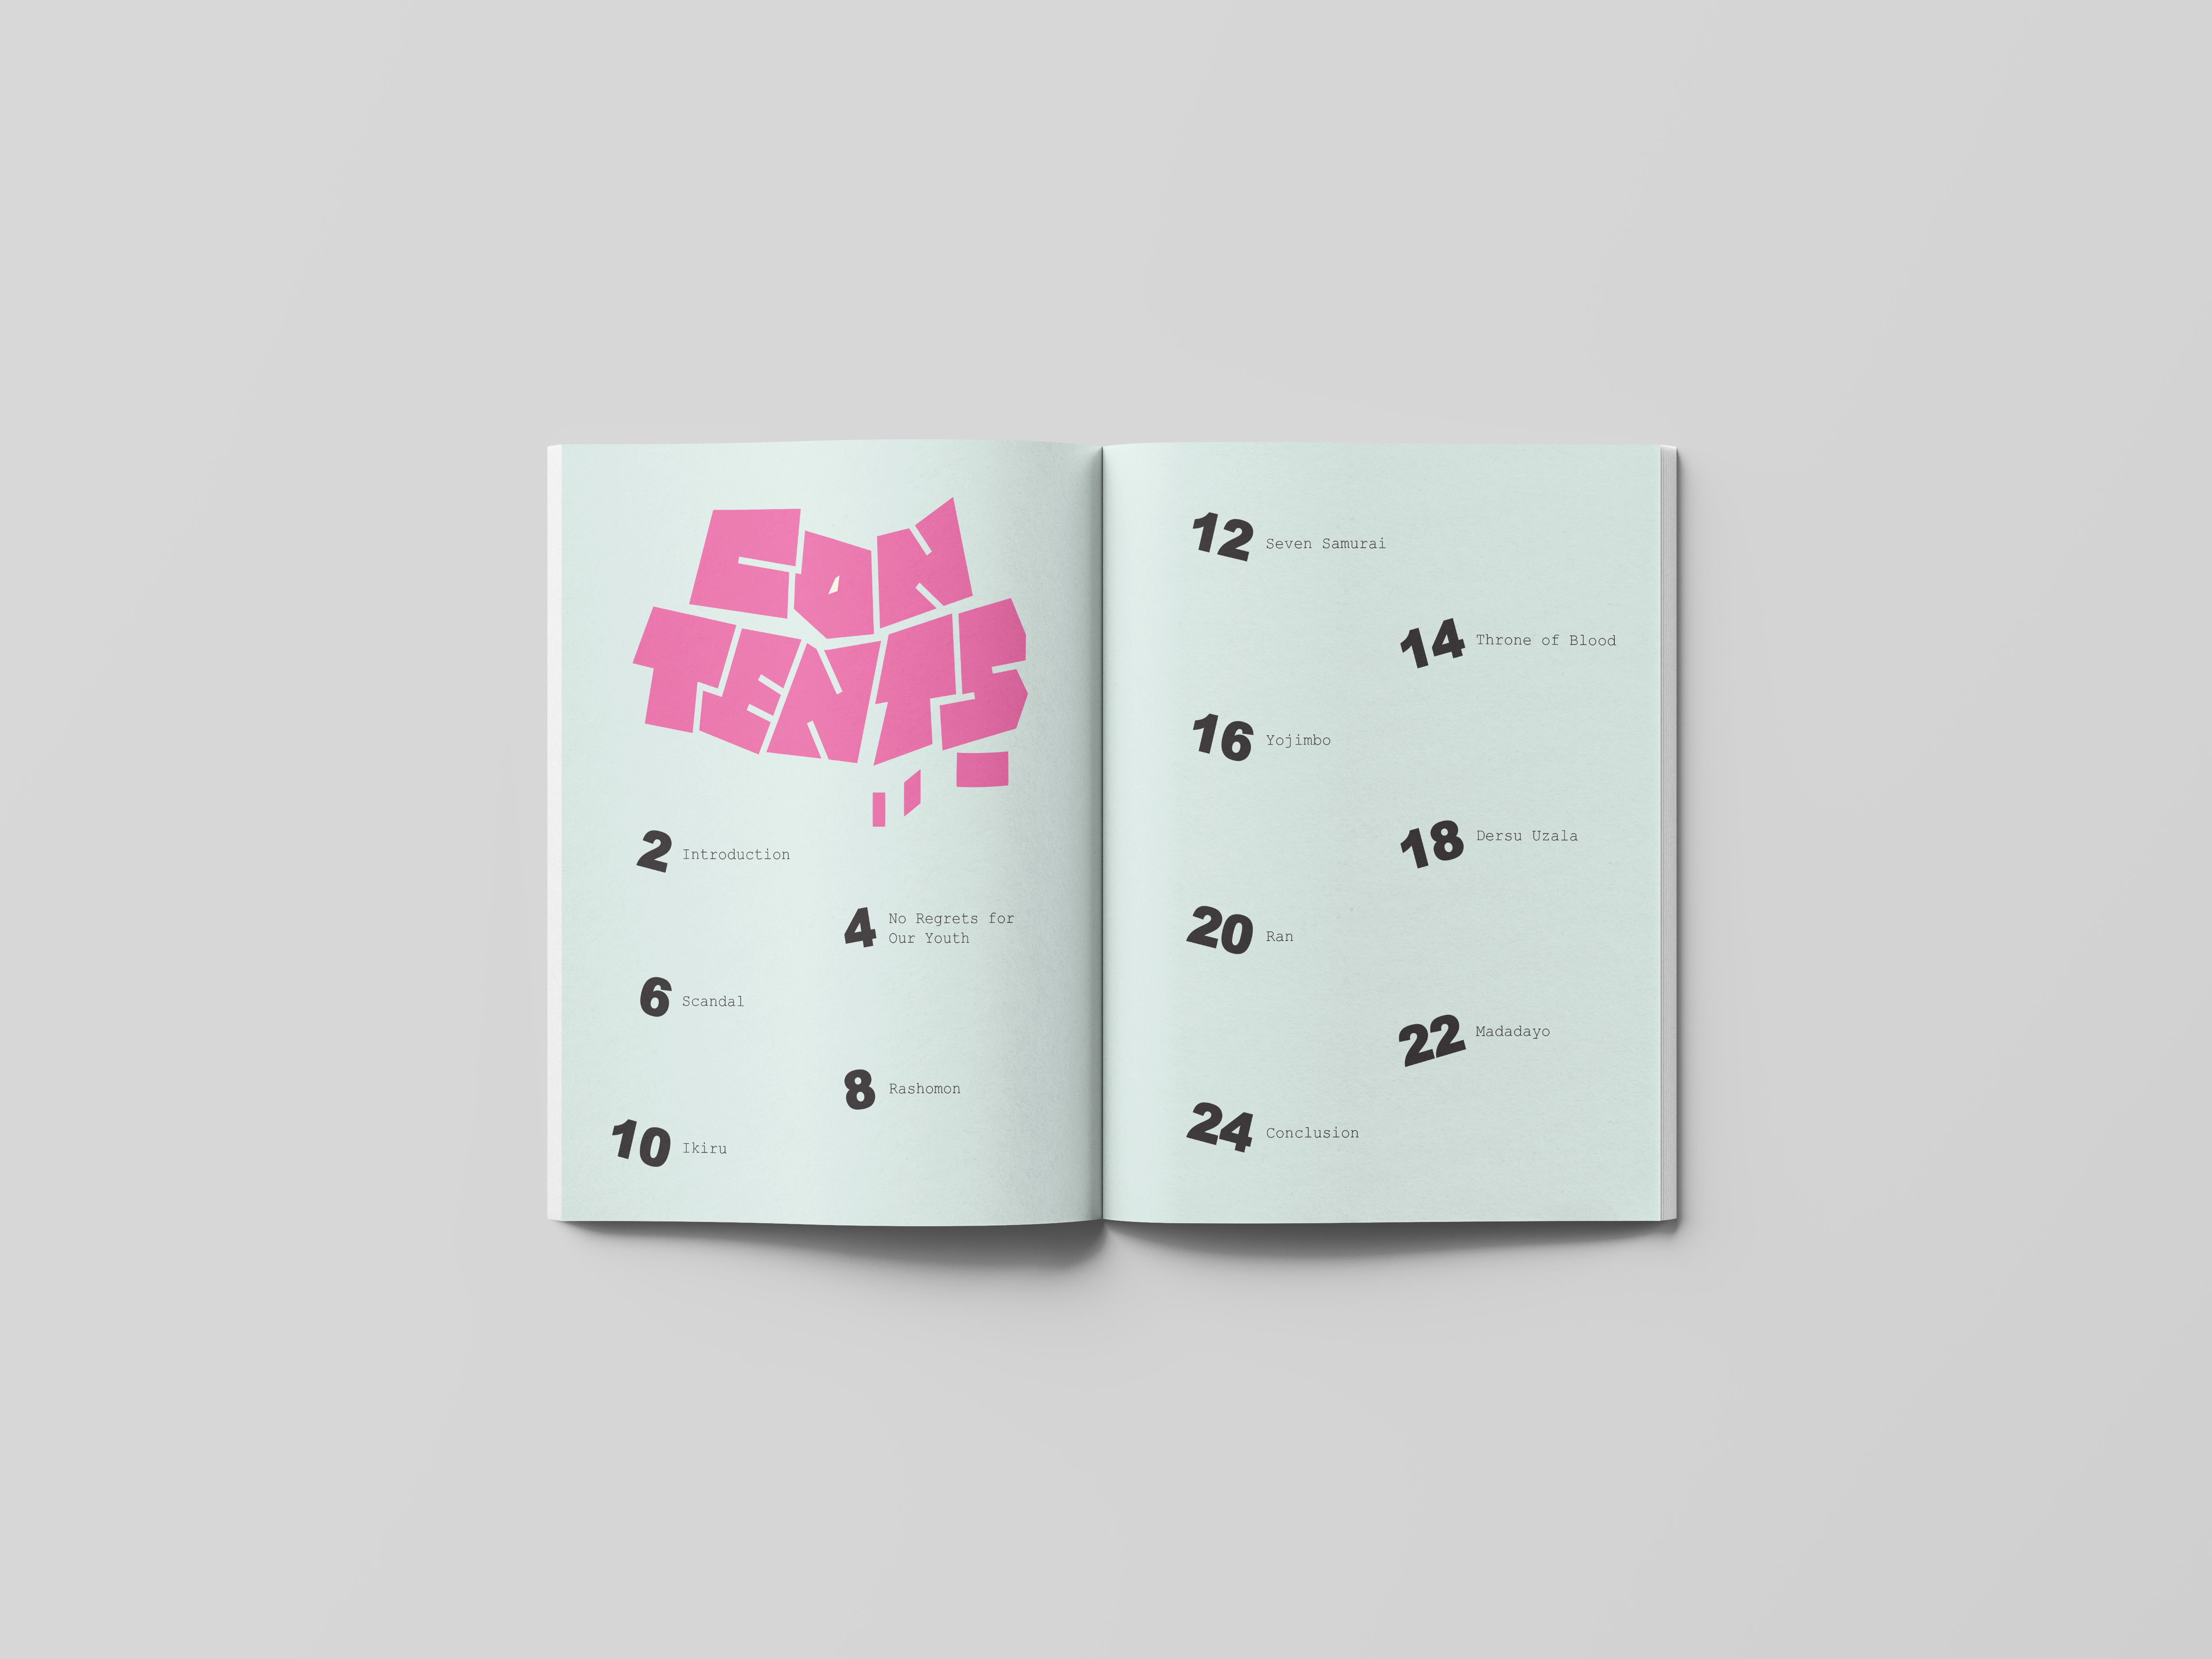 CON
TENTS
2 Introduction
4 No Regrets for
Our Youth
6 Scandal
8 Rashomon
10 Ikiru
12 Seven Samurai
14 Throne of Blood
16 Yojimbo
18 Dersu Uzala
20 Ran
22 Madadayo
24 Conclusion